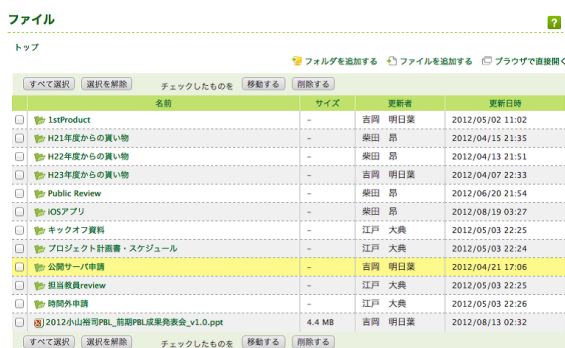 ファイル
?
トップ
フォルダを追加する ファイルを追加する ブラウザで直接開く
すべて選択 選択を解除 チェックしたものを 移動する 削除する
名前 サイズ 更新者 更新日時
1stProduct – 吉岡 明日葉 2012/05/02 11:02
H21年度からの貰い物 – 柴田 昂 2012/04/15 21:35
H22年度からの貰い物 – 柴田 昂 2012/04/13 21:51
H23年度からの貰い物 – 吉岡 明日葉 2012/04/07 22:33
Public Review – 柴田 昂 2012/06/20 21:54
iOSアプリ – 柴田 昂 2012/08/19 03:27
キックオフ資料 – 江戸 大典 2012/05/03 22:25
プロジェクト計画書・スケジュール – 江戸 大典 2012/05/03 22:24
公開サーバ申請 – 吉岡 明日葉 2012/04/21 17:06
担当教員review – 江戸 大典 2012/05/03 22:25
時間外申請 – 江戸 大典 2012/05/03 22:26
2012小山裕司PBL_前期PBL成果発表会_v1.0.ppt 4.4 MB 吉岡 明日葉 2012/08/13 02:32
すべて選択 選択を解除 チェックしたものを 移動する 削除する